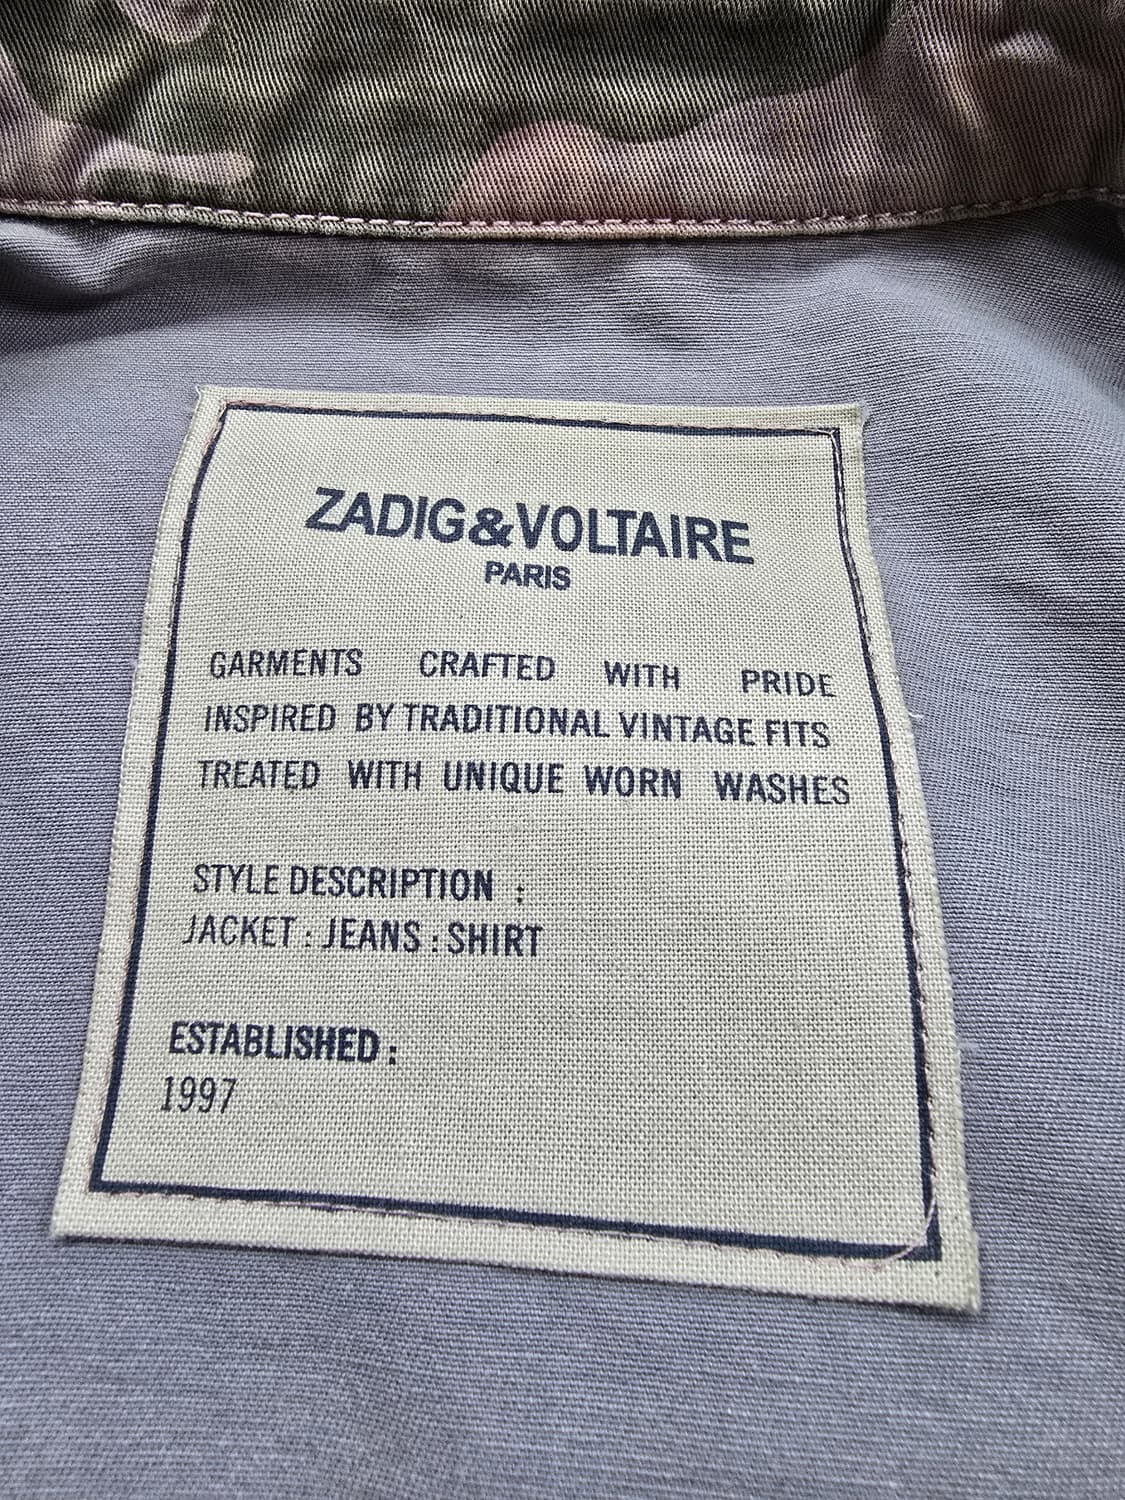 ZADIG&VOLTAIRE
PARIS
GARMENTS CRAFTED WITH PRIDE
INSPIRED BY TRADITIONAL VINTAGE FITS
TREATED WITH UNIQUE WORN WASHES
STYLE DESCRIPTION :
JACKET : JEANS : SHIRT
ESTABLISHED :
1997